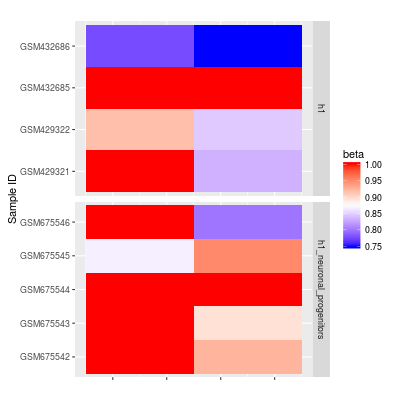 GSM432686
GSM432685
GSM429322
GSM429321
h1
GSM675546
GSM675545
GSM675544
GSM675543
GSM675542
h1_neuronal_progenitors
Sample ID
beta
1.00
0.95
0.90
0.85
0.80
0.75